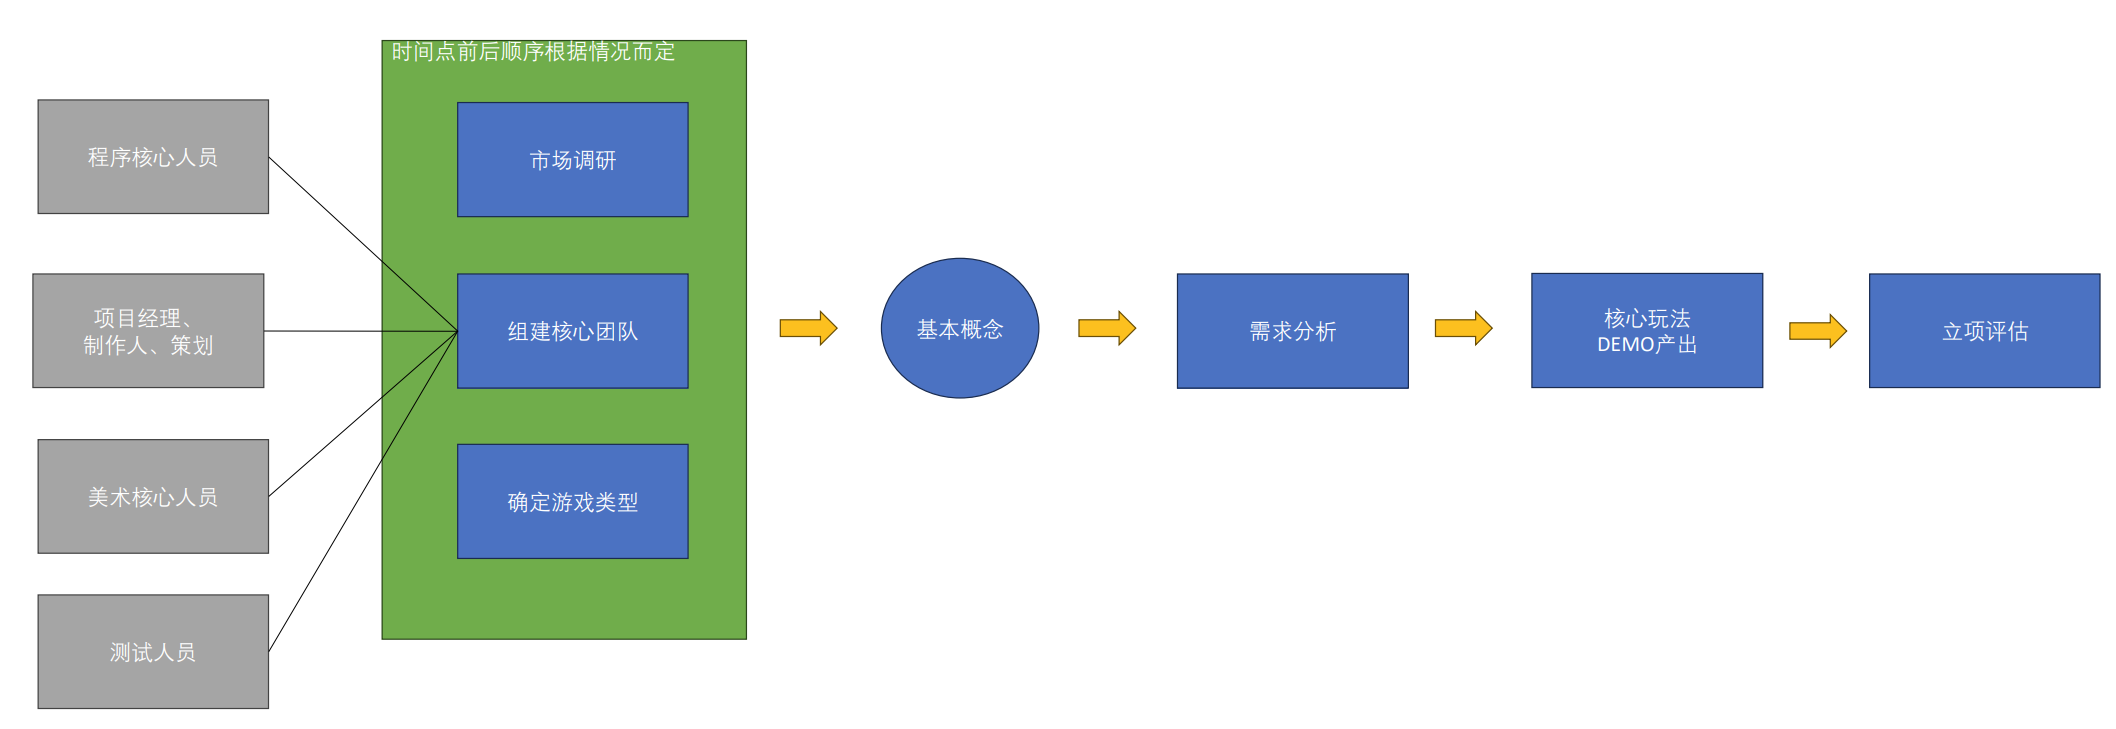 时间点前后顺序根据情况而定
程序核心人员
市场调研
项目经理、
制作人、策划
组建核心团队
基本概念
需求分析
核心玩法
DEMO产出
立项评估
美术核心人员
确定游戏类型
测试人员